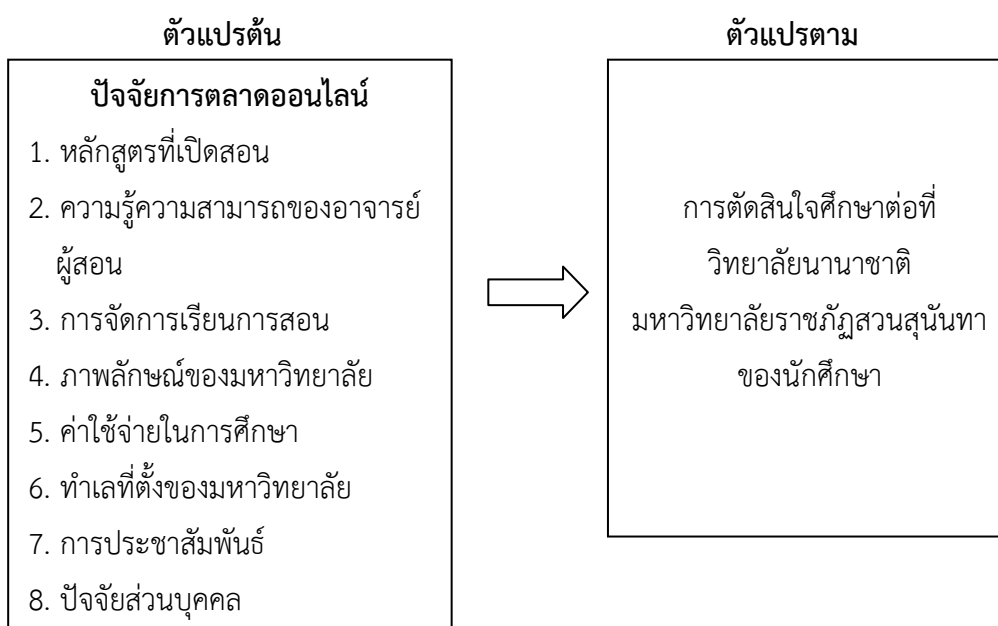 ตัวแปรต้น
ปัจจัยการตลาดออนไลน์
1. หลักสูตรที่เปิดสอน
2. ความรู้ความสามารถของอาจารย์
ผู้สอน
3. การจัดการเรียนการสอน
4. ภาพลักษณ์ของมหาวิทยาลัย
5. ค่าใช้จ่ายในการศึกษา
6. ทำเลที่ตั้งของมหาวิทยาลัย
7. การประชาสัมพันธ์
8. ปัจจัยส่วนบุคคล
ตัวแปรตาม
การตัดสินใจศึกษาต่อที่
วิทยาลัยนานาชาติ
มหาวิทยาลัยราชภัฏสวนสุนันทา
ของนักศึกษา